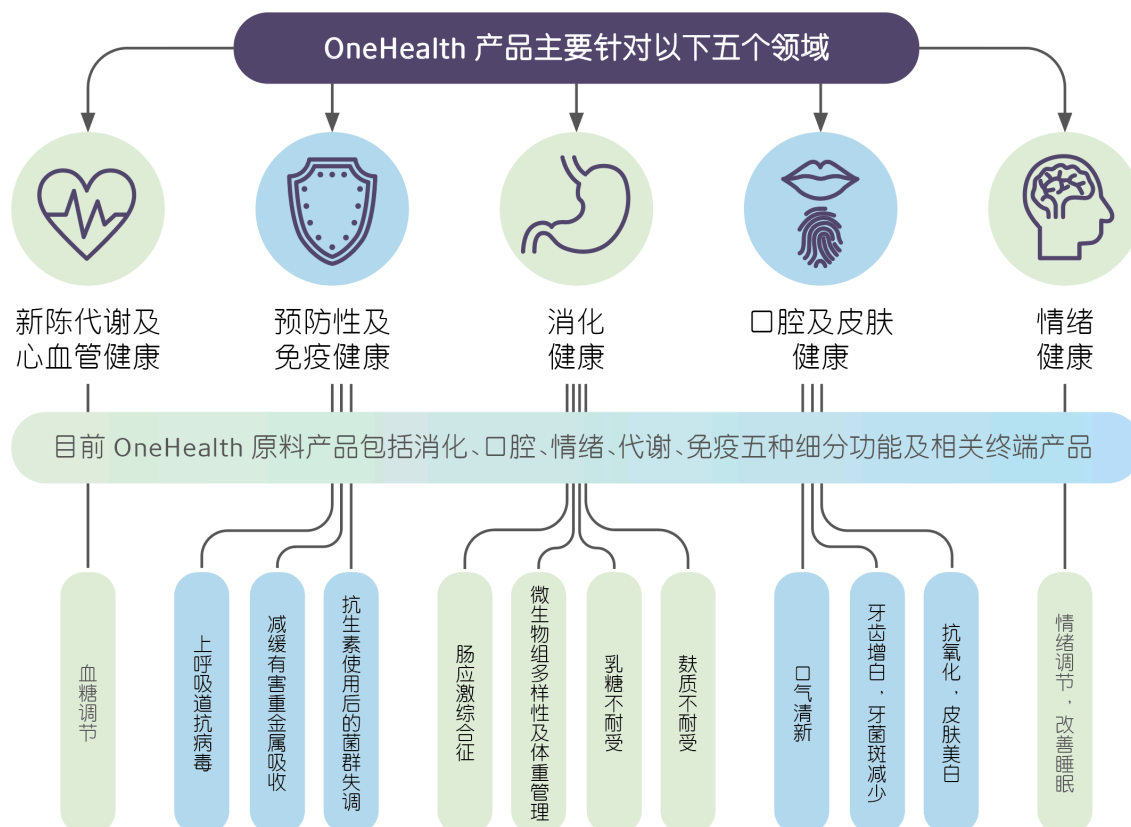 OneHealth 产品主要针对以下五个领域
新陈代谢及
心血管健康
预防性及
免疫健康
消化
健康
口腔及皮肤
健康
情绪
健康
目前 OneHealth 原料产品包括消化、口腔、情绪、代谢、免疫五种细分功能及相关终端产品
血糖调节
上呼吸道抗病毒
减缓有害重金属吸收
抗生素使用后的菌群失调
肠应激综合征
微生物组多样性及体重管理
乳糖不耐受
麸质不耐受
口气清新
牙齿增白，牙菌斑减少
抗氧化，皮肤美白
情绪调节，改善睡眠